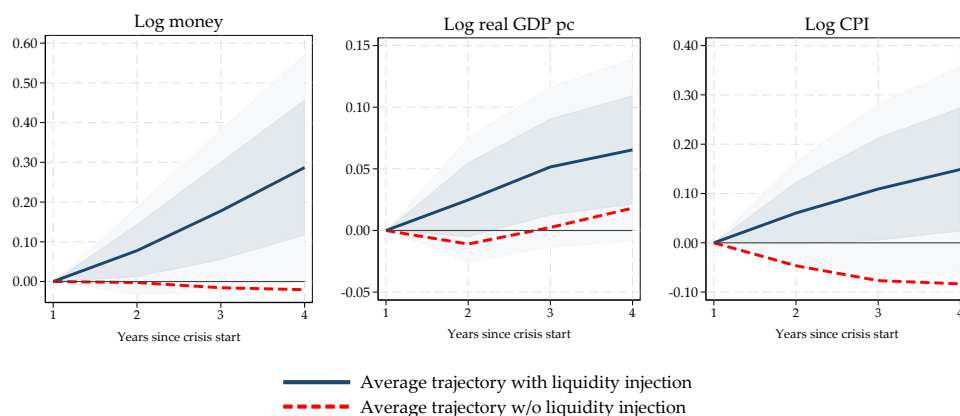 Log money
0.60
0.50
0.40
0.30
0.20
0.10
0.00
1 2 3 4
Years since crisis start
Log real GDP pc
0.15
0.10
0.05
0.00
-0.05
1 2 3 4
Years since crisis start
Log CPI
0.40
0.30
0.20
0.10
0.00
-0.10
1 2 3 4
Years since crisis start
Average trajectory with liquidity injection
Average trajectory w/o liquidity injection